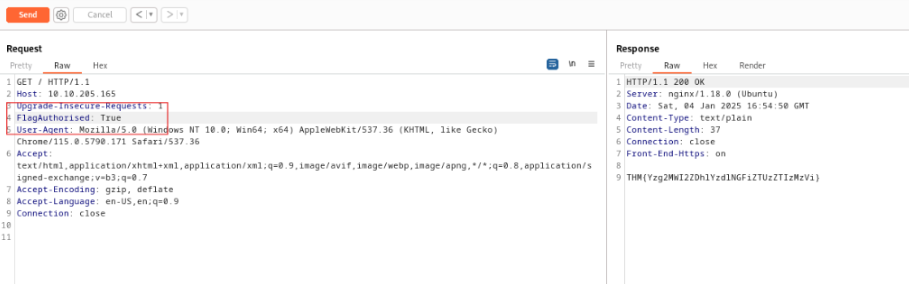 Send Cancel < >
Request
Pretty Raw Hex
\n
1 GET / HTTP/1.1
2 Host: 10.10.205.165
3 Upgrade-Insecure-Requests: 1
4 FlagAuthorised: True
5 User-Agent: Mozilla/5.0 (Windows NT 10.0; Win64; x64) AppleWebKit/537.36 (KHTML, like Gecko)
Chrome/115.0.5790.171 Safari/537.36
6 Accept:
text/html,application/xhtml+xml,application/xml;q=0.9,image/avif,image/webp,image/apng,*/*;q=0.8,application/s
igned-exchange;v=b3;q=0.7
7 Accept-Encoding: gzip, deflate
8 Accept-Language: en-US,en;q=0.9
9 Connection: close
10
11
Response
Pretty Raw Hex Render
1 HTTP/1.1 200 OK
2 Server: nginx/1.18.0 (Ubuntu)
3 Date: Sat, 04 Jan 2025 16:54:50 GMT
4 Content-Type: text/plain
5 Content-Length: 37
6 Connection: close
7 Front-End-Https: on
8
9 THM{Yzg2MWI2ZDhlYzdlNGFiZTUzZTIzMzVi}